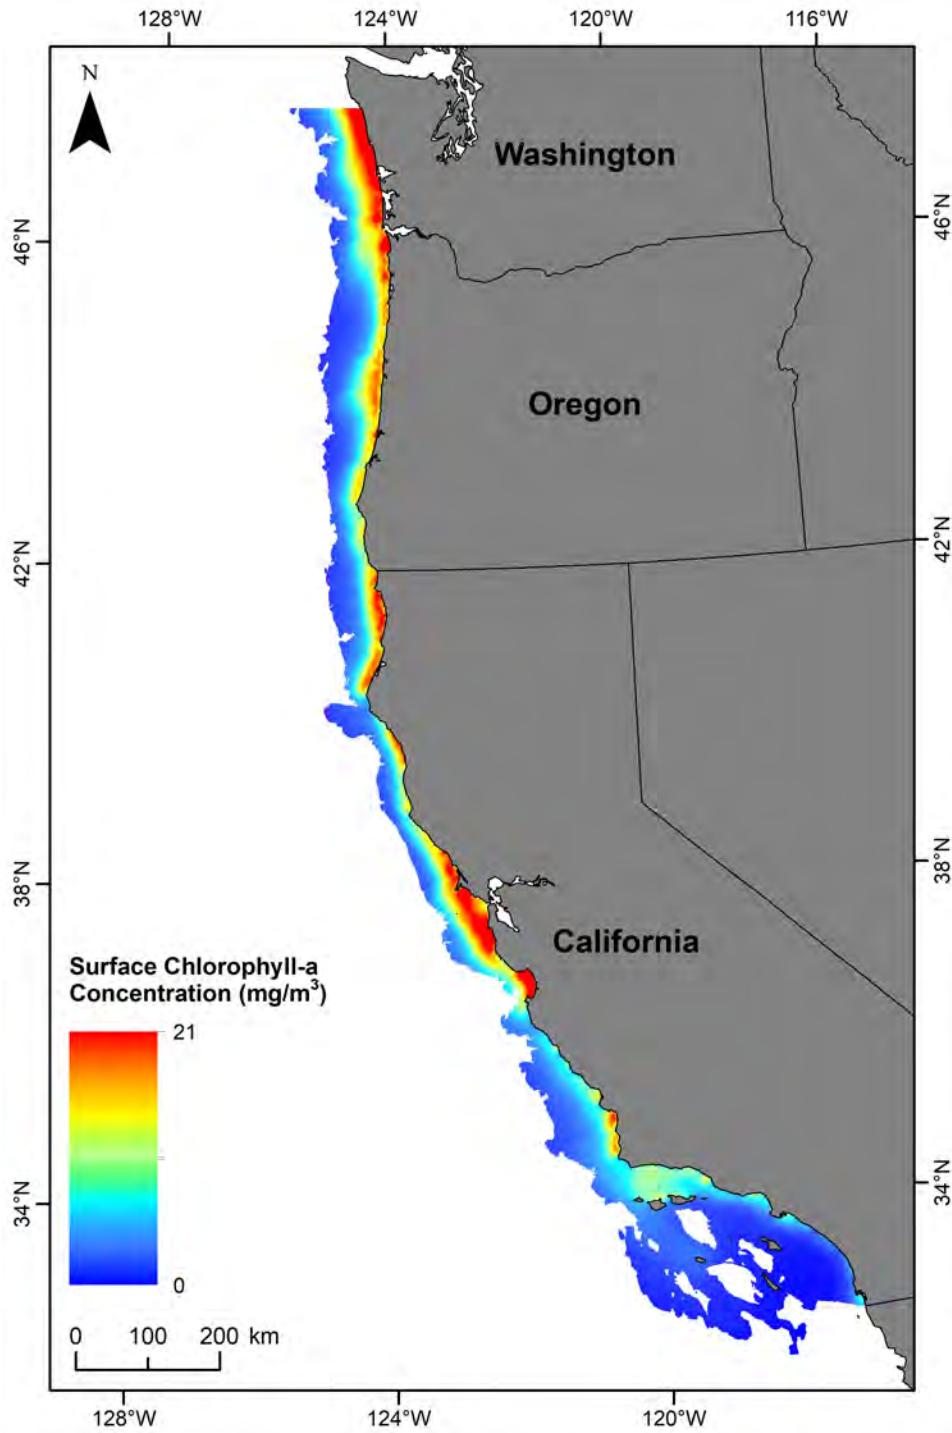 128°W 124°W 120°W 116°W
N
Washington
46°N 46°N
Oregon
42°N 42°N
38°N 38°N
California
Surface Chlorophyll-a
Concentration (mg/m³)
21
34°N 34°N
0
0 100 200 km
128°W 124°W 120°W